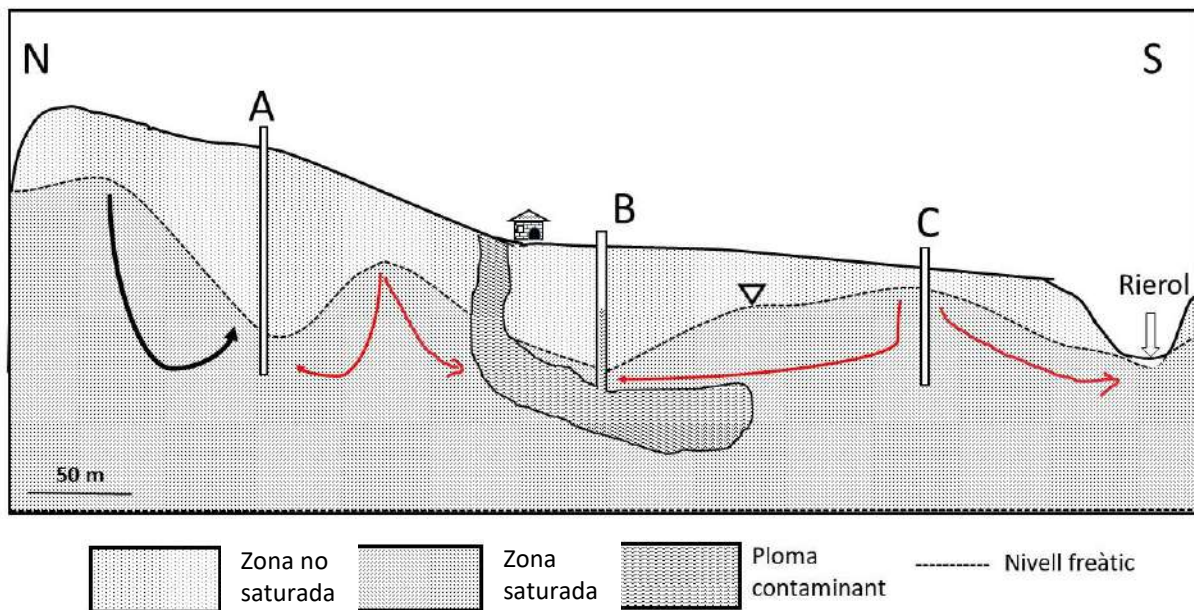 N
S
A
B
C
Rierol
50 m
Zona no
saturada
Zona
saturada
Ploma
contaminant
Nivell freàtic